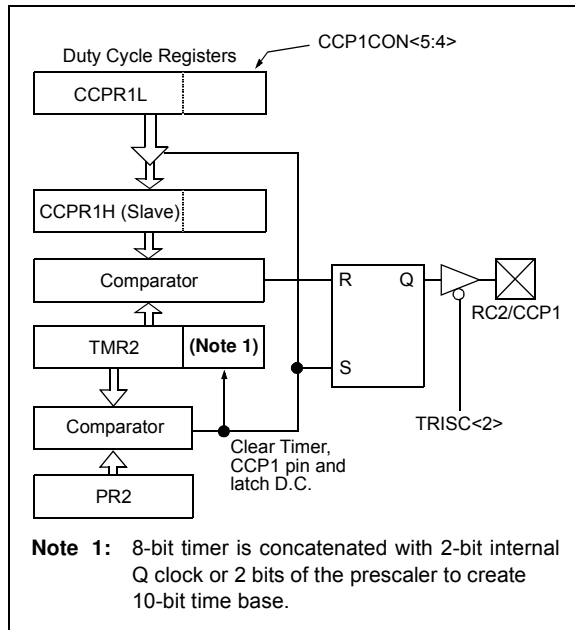 CCP1CON<5:4>
Duty Cycle Registers
CCPR1L
CCPR1H (Slave)
Comparator
R
Q
RC2/CCP1
TMR2
(Note 1)
S
TRISC<2>
Comparator
Clear Timer,
CCP1 pin and
latch D.C.
PR2
Note 1: 8-bit timer is concatenated with 2-bit internal
Q clock or 2 bits of the prescaler to create
10-bit time base.